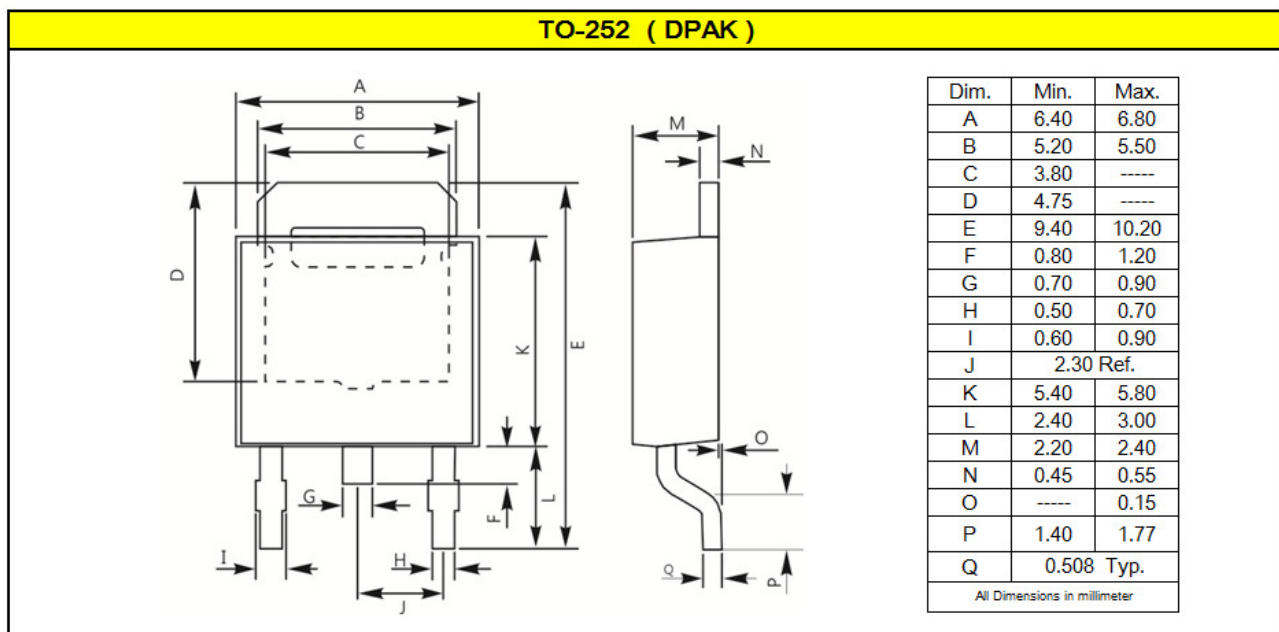 TO-252 ( DPAK )
A
B
C
D
K
E
G
F
L
I
H
J
M
N
O
Q
P
Dim. Min. Max.
A 6.40 6.80
B 5.20 5.50
C 3.80 -----
D 4.75 -----
E 9.40 10.20
F 0.80 1.20
G 0.70 0.90
H 0.50 0.70
I 0.60 0.90
J 2.30 Ref.
K 5.40 5.80
L 2.40 3.00
M 2.20 2.40
N 0.45 0.55
O ----- 0.15
P 1.40 1.77
Q 0.508 Typ.
All Dimensions in millimeter